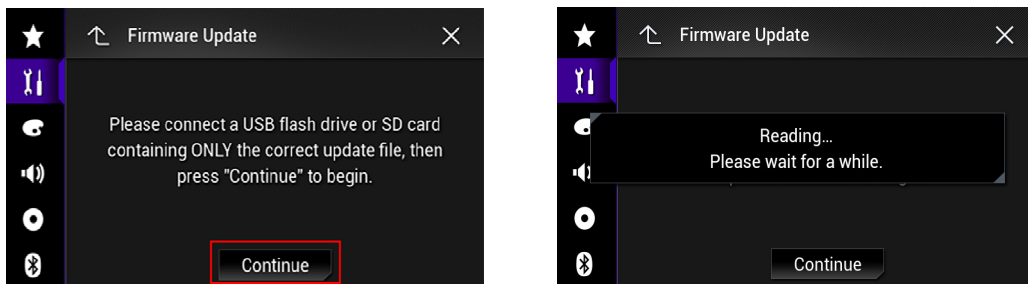 Firmware Update
Please connect a USB flash drive or SD card
containing ONLY the correct update file, then
press "Continue" to begin.
Continue
Firmware Update
Reading...
Please wait for a while.
Continue